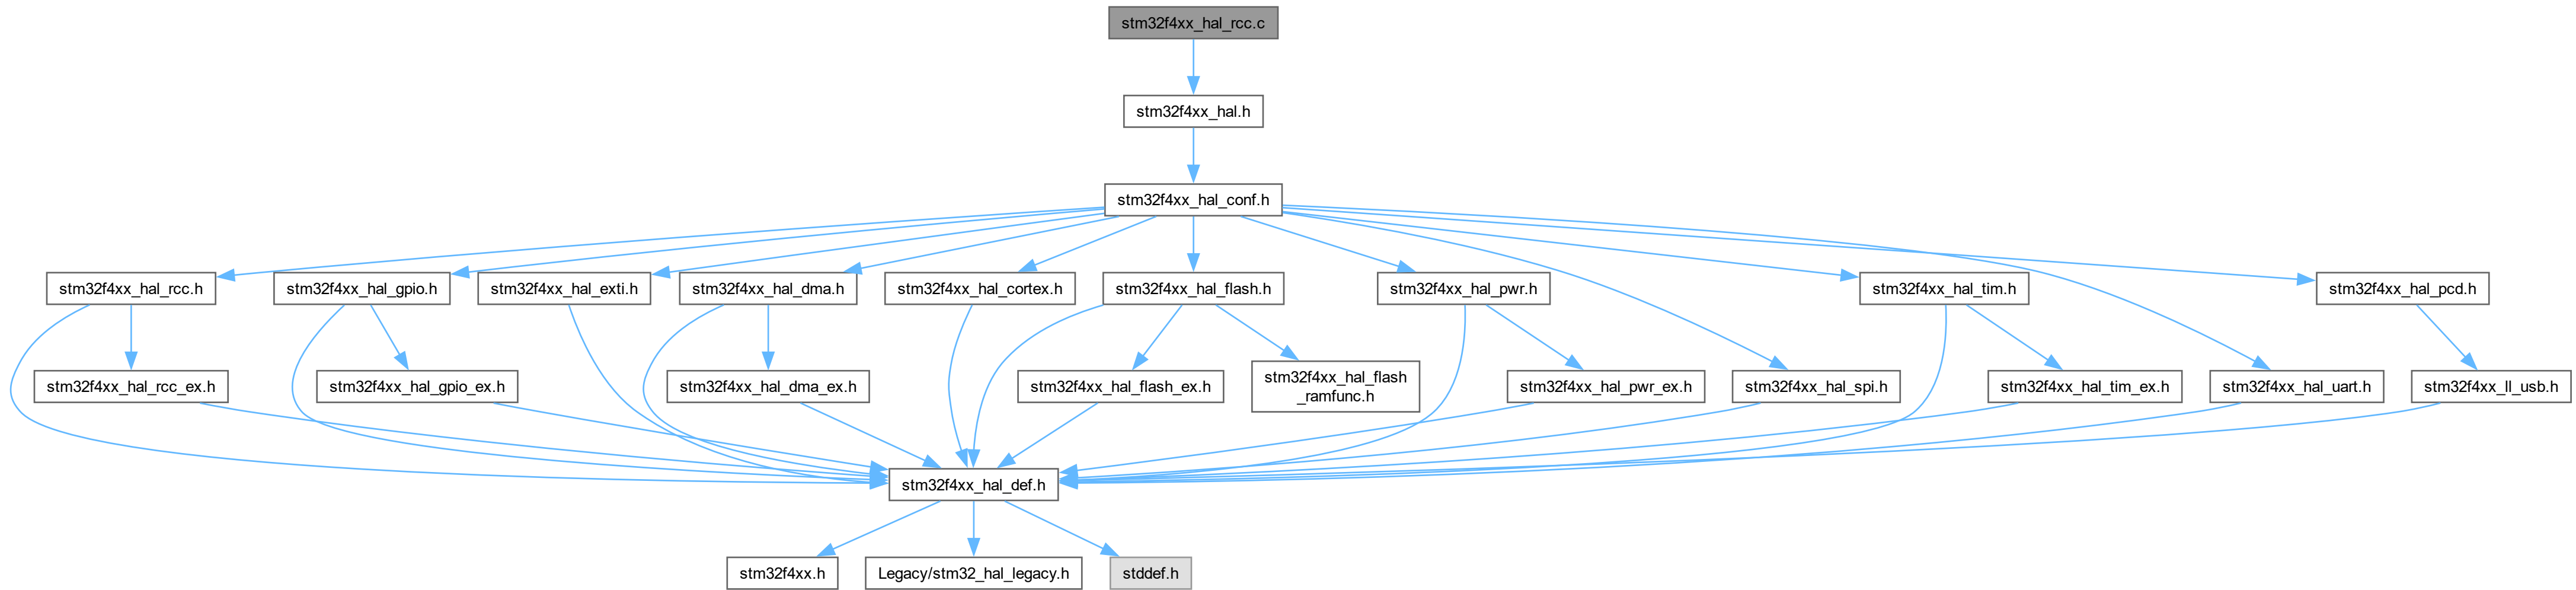 stm32f4xx_hal_rcc.c
stm32f4xx_hal.h
stm32f4xx_hal_conf.h
stm32f4xx_hal_rcc.h
stm32f4xx_hal_gpio.h
stm32f4xx_hal_exti.h
stm32f4xx_hal_dma.h
stm32f4xx_hal_cortex.h
stm32f4xx_hal_flash.h
stm32f4xx_hal_pwr.h
stm32f4xx_hal_tim.h
stm32f4xx_hal_pcd.h
stm32f4xx_hal_rcc_ex.h
stm32f4xx_hal_gpio_ex.h
stm32f4xx_hal_dma_ex.h
stm32f4xx_hal_flash_ex.h
stm32f4xx_hal_flash
_ramfunc.h
stm32f4xx_hal_pwr_ex.h
stm32f4xx_hal_spi.h
stm32f4xx_hal_tim_ex.h
stm32f4xx_hal_uart.h
stm32f4xx_ll_usb.h
stm32f4xx_hal_def.h
stm32f4xx.h
Legacy/stm32_hal_legacy.h
stddef.h